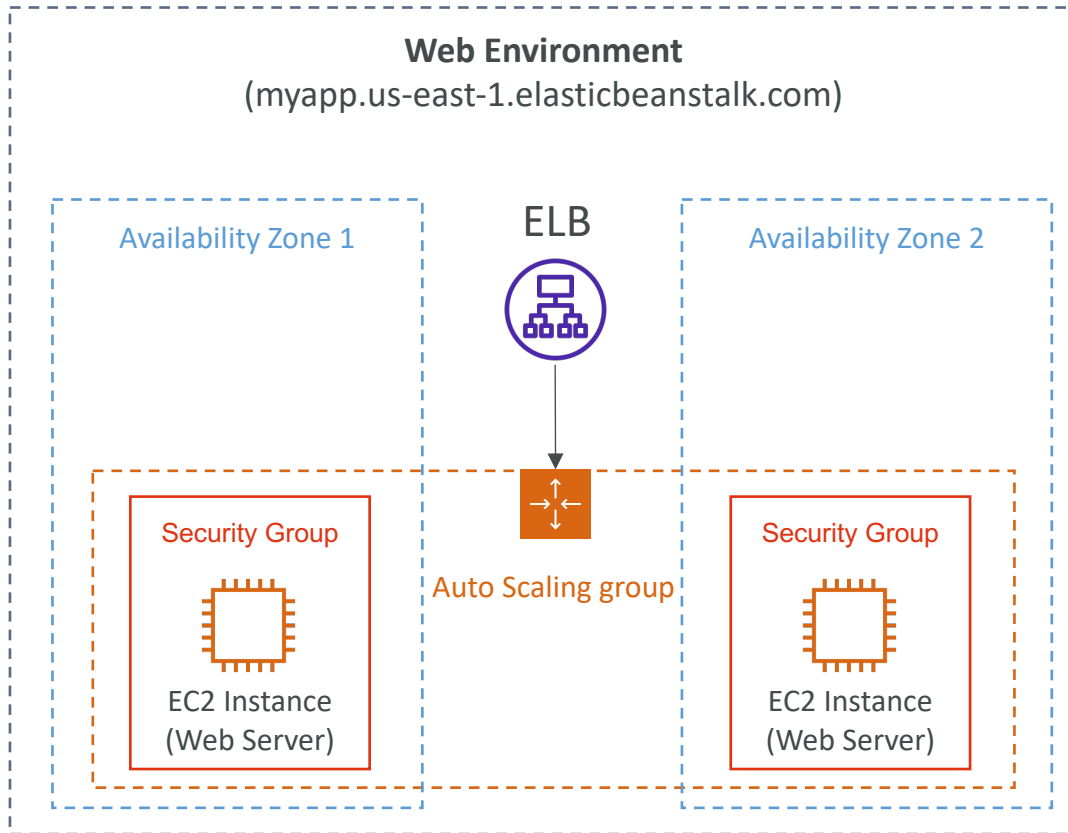 Web Environment
(myapp.us-east-1.elasticbeanstalk.com)
Availability Zone 1
ELB
Availability Zone 2
Security Group
Security Group
Auto Scaling group
EC2 Instance
(Web Server)
EC2 Instance
(Web Server)